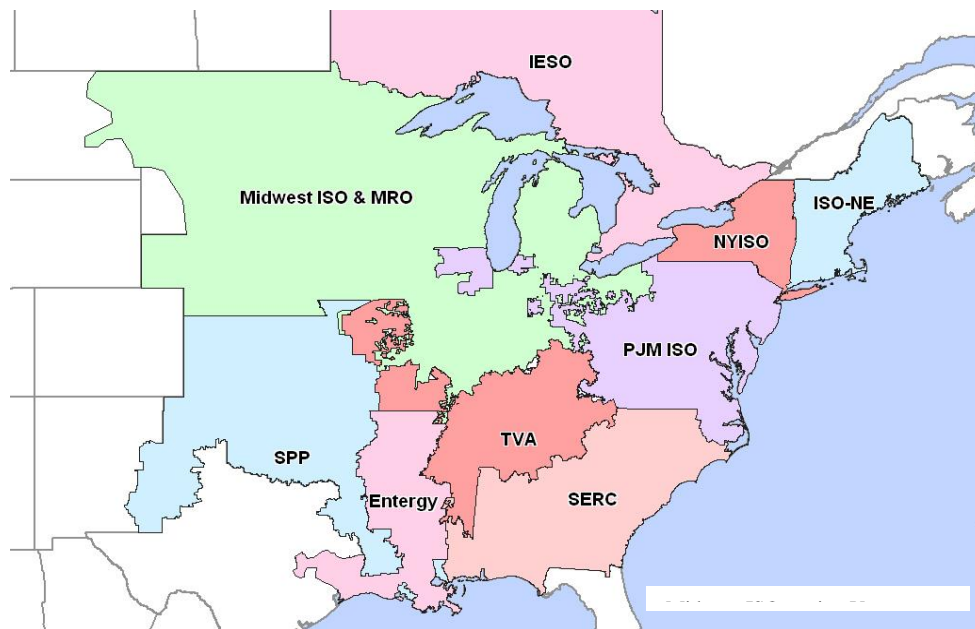 IESO
Midwest ISO & MRO
ISO-NE
NYISO
PJM ISO
TVA
SPP
Entergy
SERC